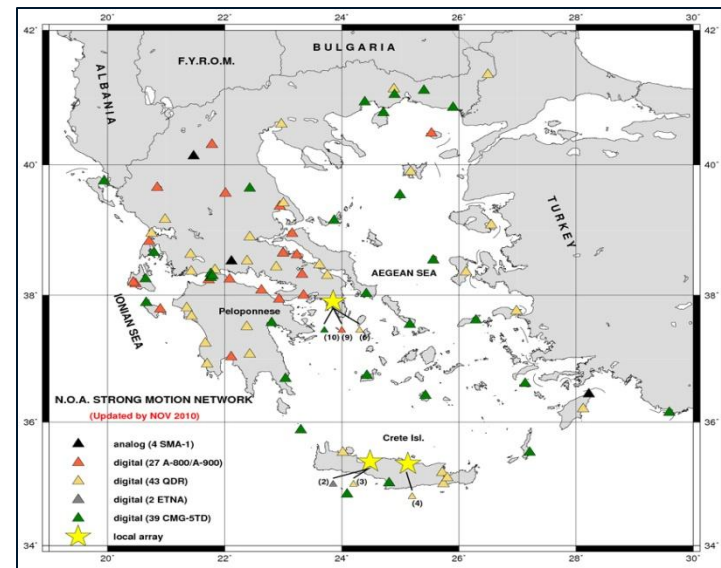 20° 22° 24° 26° 28° 30°
42° 42°
BULGARIA
F.Y.R.O.M.
ALBANIA
40° 40°
TURKEY
AEGEAN SEA
38° 38°
IONIAN SEA
Peloponnese
(10) (9) (6)
N.O.A. STRONG MOTION NETWORK
(Updated by NOV 2010)
36° 36°
analog (4 SMA-1)
Crete Isl.
digital (27 A-800/A-900)
digital (43 QDR)
(2) (3)
digital (2 ETNA)
(4)
digital (39 CMG-5TD)
local array
34° 34°
20° 22° 24° 26° 28° 30°